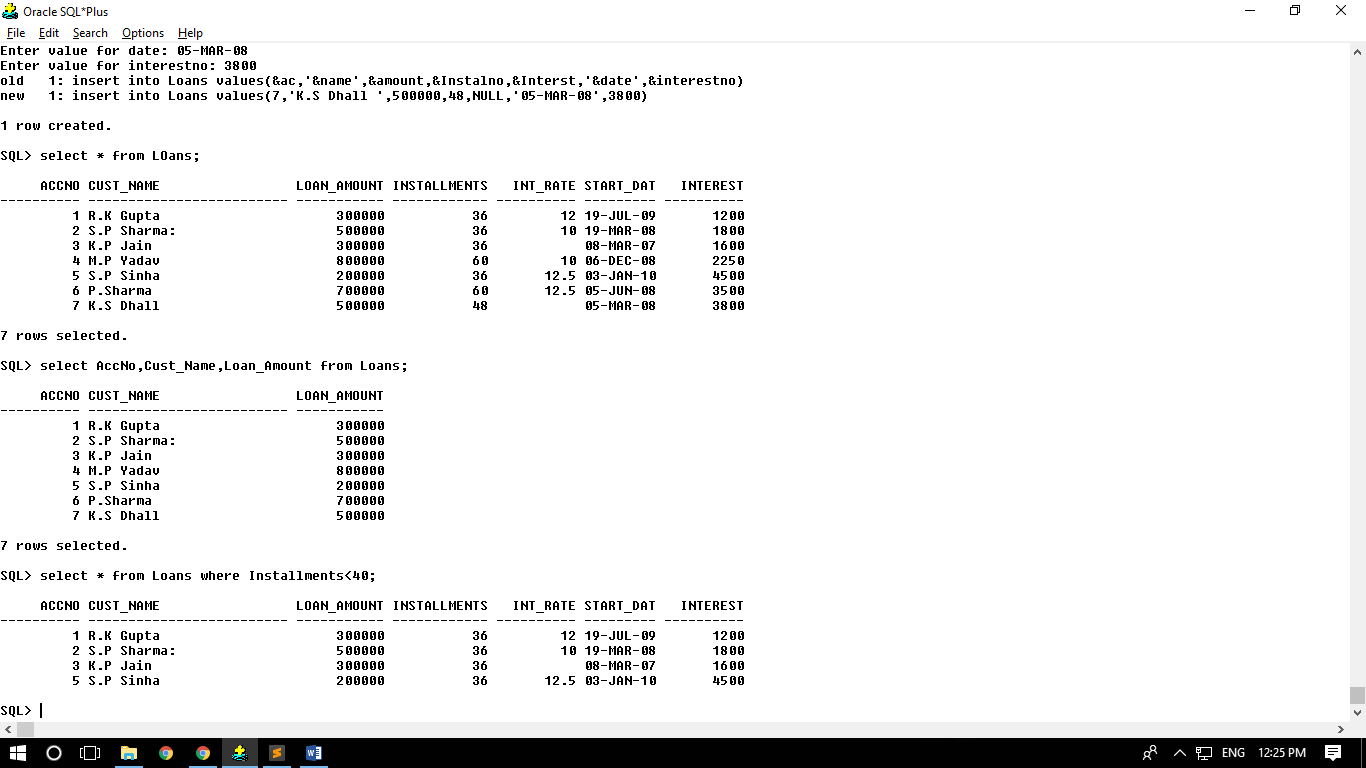 Oracle SQL*Plus
File Edit Search Options Help
Enter value for date: 05-MAR-08
Enter value for interestno: 3800
old   1: insert into Loans values(&ac,'&name',&amount,&Instalno,&Interst,'&date',&interestno)
new   1: insert into Loans values(7,'K.S Dhall ',500000,48,NULL,'05-MAR-08',3800)
1 row created.
SQL> select * from LOans;
     ACCNO CUST_NAME                 LOAN_AMOUNT INSTALLMENTS   INT_RATE START_DAT   INTEREST
---------- ------------------------- ----------- ------------ ---------- --------- ----------
         1 R.K Gupta                      300000           36         12 19-JUL-09       1200
         2 S.P Sharma:                    500000           36         10 19-MAR-08       1800
         3 K.P Jain                       300000           36            08-MAR-07       1600
         4 M.P Yadav                      800000           60         10 06-DEC-08       2250
         5 S.P Sinha                      200000           36       12.5 03-JAN-10       4500
         6 P.Sharma                       700000           60       12.5 05-JUN-08       3500
         7 K.S Dhall                      500000           48            05-MAR-08       3800
7 rows selected.
SQL> select AccNo,Cust_Name,Loan_Amount from Loans;
     ACCNO CUST_NAME                 LOAN_AMOUNT
---------- ------------------------- -----------
         1 R.K Gupta                      300000
         2 S.P Sharma:                    500000
         3 K.P Jain                       300000
         4 M.P Yadav                      800000
         5 S.P Sinha                      200000
         6 P.Sharma                       700000
         7 K.S Dhall                      500000
7 rows selected.
SQL> select * from Loans where Installments<40;
     ACCNO CUST_NAME                 LOAN_AMOUNT INSTALLMENTS   INT_RATE START_DAT   INTEREST
---------- ------------------------- ----------- ------------ ---------- --------- ----------
         1 R.K Gupta                      300000           36         12 19-JUL-09       1200
         2 S.P Sharma:                    500000           36         10 19-MAR-08       1800
         3 K.P Jain                       300000           36            08-MAR-07       1600
         5 S.P Sinha                      200000           36       12.5 03-JAN-10       4500
SQL>
ENG 12:25 PM